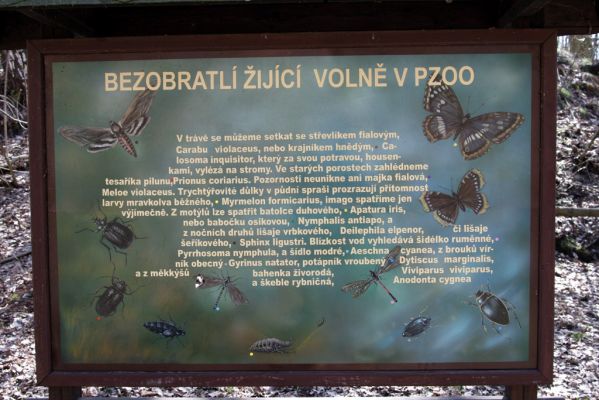 BEZOBRATLÍ ŽIJÍCÍ VOLNĚ V PZOO
V trávě se můžeme setkat se střevlíkem fialovým,
Carabu violaceus, nebo krajníkem hnědým, Ca-
losoma inquisitor, který za svou potravou, housen-
kami, vylézá na stromy. Ve starých porostech zahlédneme
tesaříka pilunu, Prionus coriarius. Pozornosti neunikne ani majka fialová,
Meloe violaceus. Trychtýřovité důlky v půdní spraši prozrazují přítomnost
larvy mravkolva běžného, Myrmelon formicarius, imago spatříme jen
výjimečně. Z motýlů lze spatřit batolce duhového, Apatura iris,
nebo babočku osikovou, Nymphalis antiapo, a
z nočních druhů lišaje vrbkového, Deilephila elpenor, či lišaje
šeříkového, Sphinx ligustri. Blízkost vod vyhledává šidélko ruměnné,
Pyrrhosoma nymphula, a šídlo modré, Aeschna cyanea, z brouků vír-
ník obecný Gyrinus natator, potápník vroubený Dytiscus marginalis,
a z měkkýšů bahenka živorodá, Viviparus viviparus,
a škeble rybničná, Anodonta cygnea